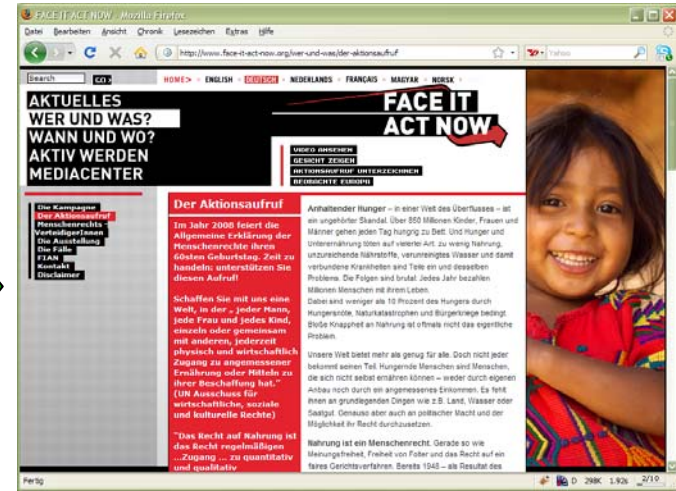 FACE IT ACT NOW - Mozilla Firefox
Datei Bearbeiten Ansicht Chronik Lesezeichen Extras Hilfe
http://www.face-it-act-now.org/wer-und-was/der-aktionsaufruf
Yahoo
Search GO>
HOME> ENGLISH DEUTSCH NEDERLANDS FRANÇAIS MAGYAR NORSK
AKTUELLES
WER UND WAS?
WANN UND WO?
AKTIV WERDEN
MEDIACENTER
FACE IT
ACT NOW
VIDEO ANSEHEN
GESICHT ZEIGEN
AKTIONSAUFRUF UNTERZEICHNEN
BEOBACHTE EUROPA
Die Kampagne
Der Aktionsaufruf
Menschenrechts-
VerteidigerInnen
Die Ausstellung
Die Fälle
FIAN
Kontakt
Disclaimer
Der Aktionsaufruf
Im Jahr 2008 feiert die
Allgemeine Erklärung der
Menschenrechte ihren
60sten Geburtstag. Zeit zu
handeln: unterstützen Sie
diesen Aufruf!
Schaffen Sie mit uns eine
Welt, in der „ jeder Mann,
jede Frau und jedes Kind,
einzeln oder gemeinsam
mit anderen, jederzeit
physisch und wirtschaftlich
Zugang zu angemessener
Ernährung oder Mitteln zu
ihrer Beschaffung hat."
(UN Ausschuss für
wirtschaftliche, soziale
und kulturelle Rechte)
"Das Recht auf Nahrung ist
das Recht regelmäßigen
...Zugang ... zu quantitativ
und qualitativ
Anhaltender Hunger – in einer Welt des Überflusses – ist
ein ungehörter Skandal. Über 850 Millionen Kinder, Frauen und
Männer gehen jeden Tag hungrig zu Bett. Und Hunger und
Unterernährung töten auf vielerlei Art: zu wenig Nahrung,
unzureichende Nährstoffe, verunreinigtes Wasser und damit
verbundene Krankheiten sind Teile ein und desselben
Problems. Die Folgen sind brutal: Jedes Jahr bezahlen
Millionen Menschen mit ihrem Leben.
Dabei sind weniger als 10 Prozent des Hungers durch
Hungersnöte, Naturkatastrophen und Bürgerkriege bedingt.
Bloße Knappheit an Nahrung ist oftmals nicht das eigentliche
Problem.
Unsere Welt bietet mehr als genug für alle. Doch nicht jeder
bekommt seinen Teil. Hungernde Menschen sind Menschen,
die sich nicht selbst ernähren können – weder durch eigenen
Anbau noch durch ein angemessenes Einkommen. Es fehlt
ihnen an grundlegenden Dingen wie z.B. Land, Wasser oder
Saatgut. Genauso aber auch an politischer Macht und der
Möglichkeit ihr Recht durchzusetzen.
Nahrung ist ein Menschenrecht. Gerade so wie
Meinungsfreiheit, Freiheit von Folter und das Recht auf ein
faires Gerichtsverfahren. Bereits 1948 – als Resultat des
Fertig
D 298K 1.92s 2/10